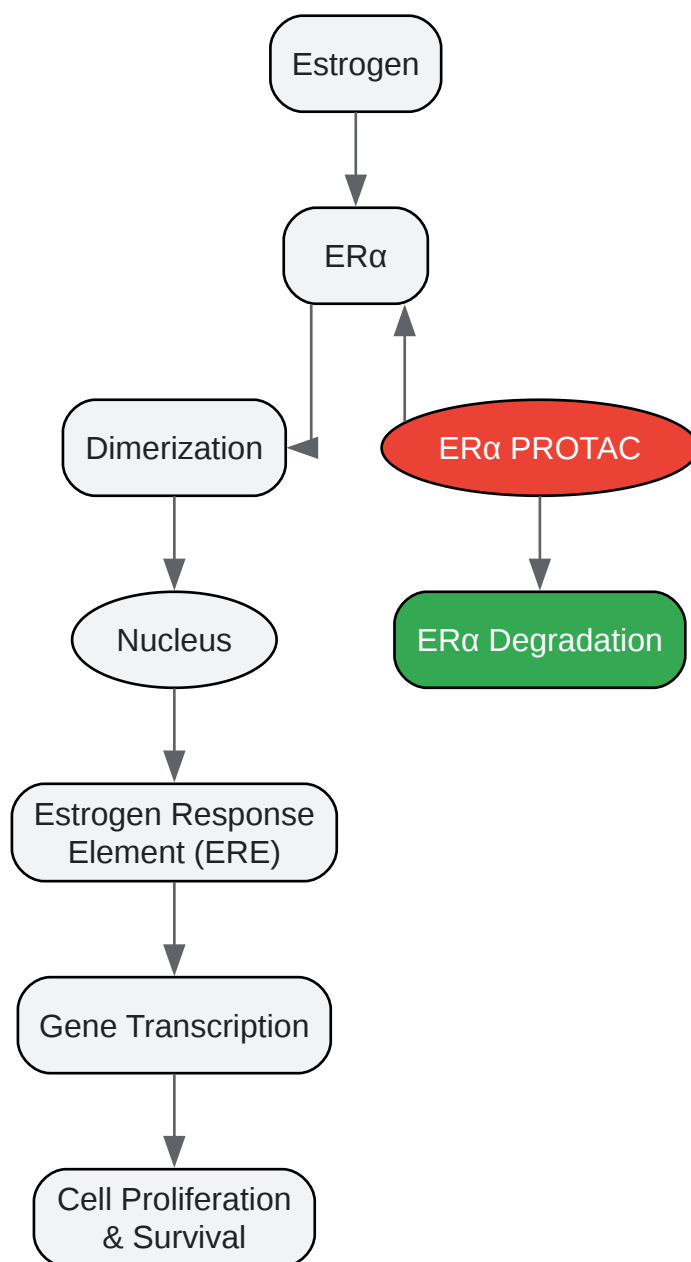 Estrogen
ERα
Dimerization
ERα PROTAC
Nucleus
ERα Degradation
Estrogen Response
Element (ERE)
Gene Transcription
Cell Proliferation
& Survival